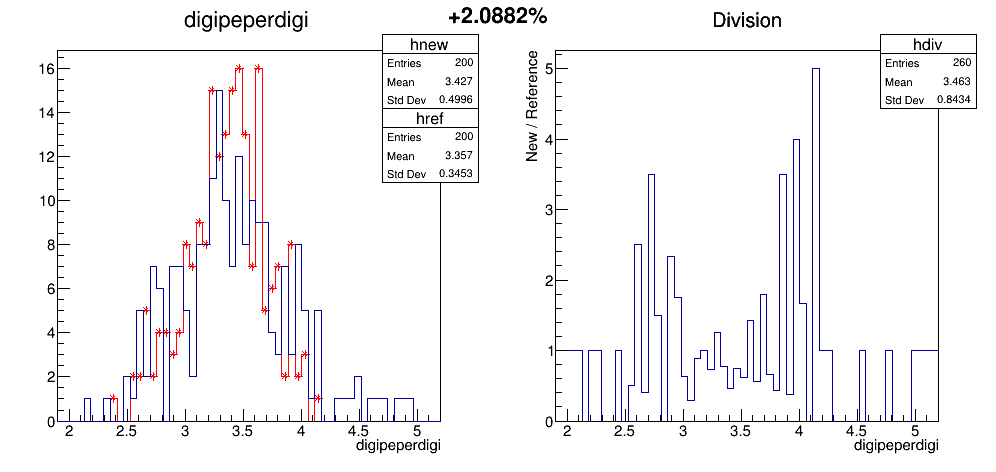 digipeperdigi
+2.0882%
Division
hnew
Entries 200
Mean 3.427
Std Dev 0.4996
href
Entries 200
Mean 3.357
Std Dev 0.3453
16
14
12
10
8
6
4
2
0
2 2.5 3 3.5 4 4.5 5
digipeperdigi
hdiv
Entries 260
Mean 3.463
Std Dev 0.8434
New / Reference
5
4
3
2
1
0
2 2.5 3 3.5 4 4.5 5
digipeperdigi